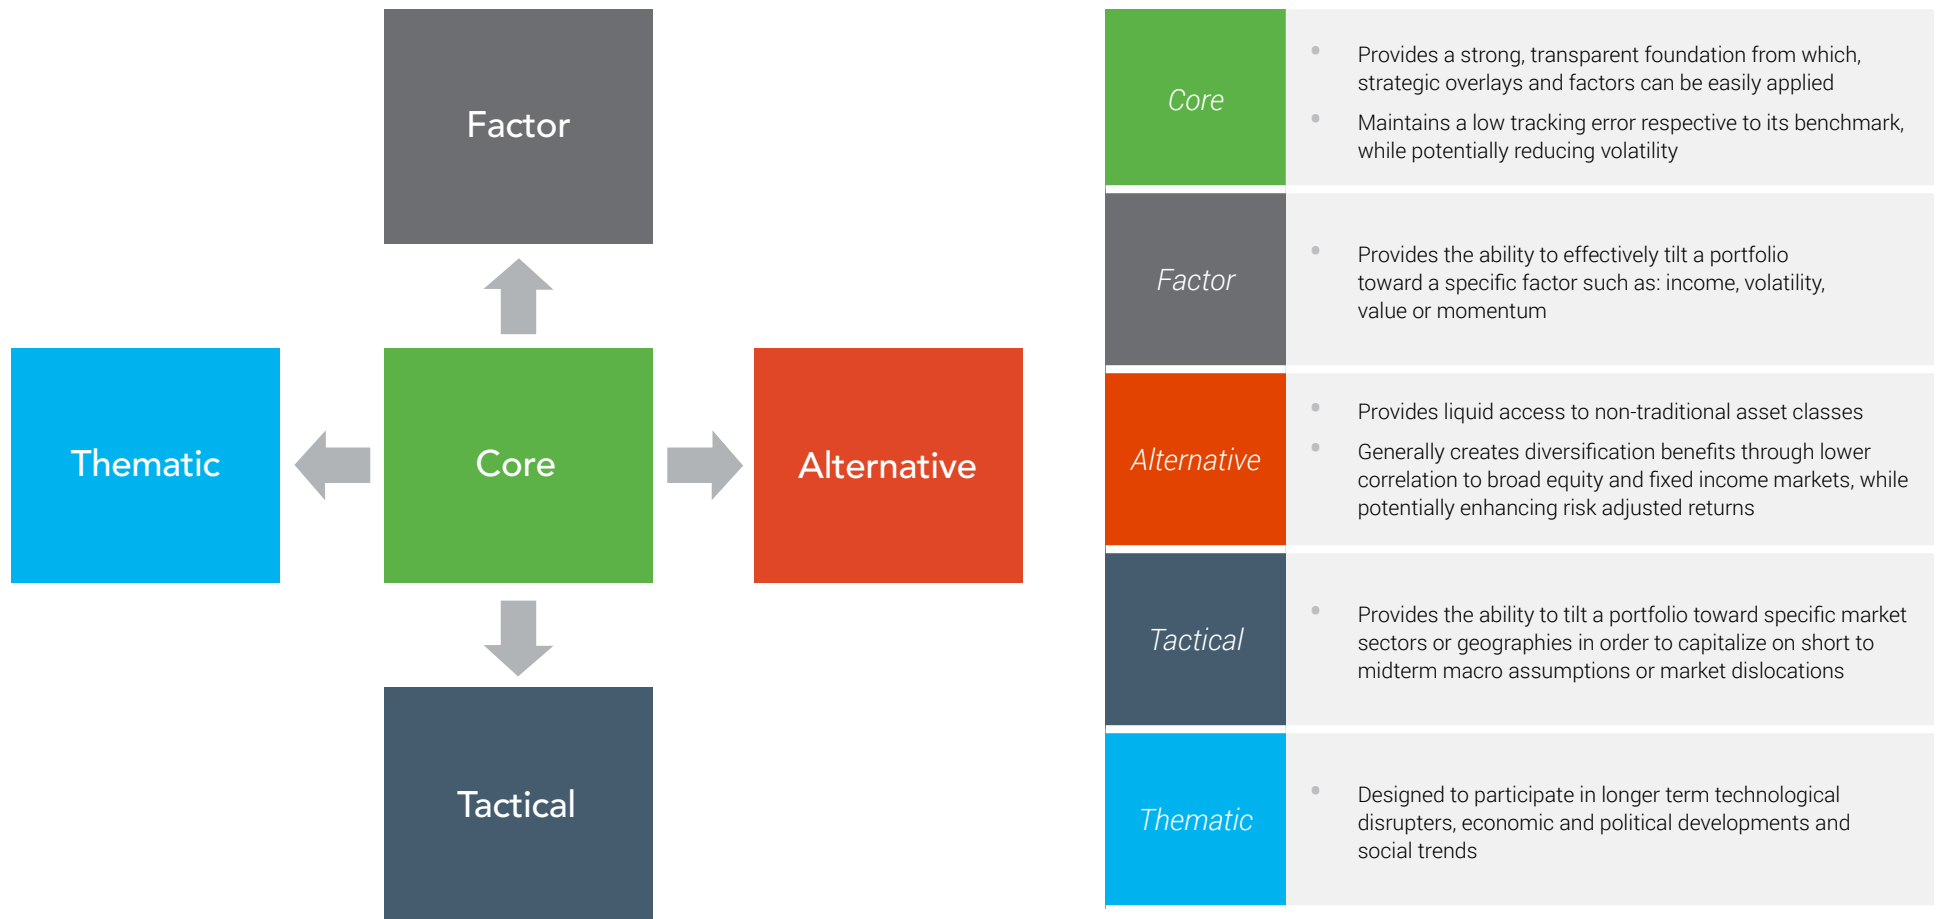 Factor
Thematic
Core
Alternative
Tactical
Core
• Provides a strong, transparent foundation from which,
strategic overlays and factors can be easily applied
• Maintains a low tracking error respective to its benchmark,
while potentially reducing volatility
Factor
• Provides the ability to effectively tilt a portfolio
toward a specific factor such as: income, volatility,
value or momentum
Alternative
• Provides liquid access to non-traditional asset classes
• Generally creates diversification benefits through lower
correlation to broad equity and fixed income markets, while
potentially enhancing risk adjusted returns
Tactical
• Provides the ability to tilt a portfolio toward specific market
sectors or geographies in order to capitalize on short to
midterm macro assumptions or market dislocations
Thematic
• Designed to participate in longer term technological
disrupters, economic and political developments and
social trends